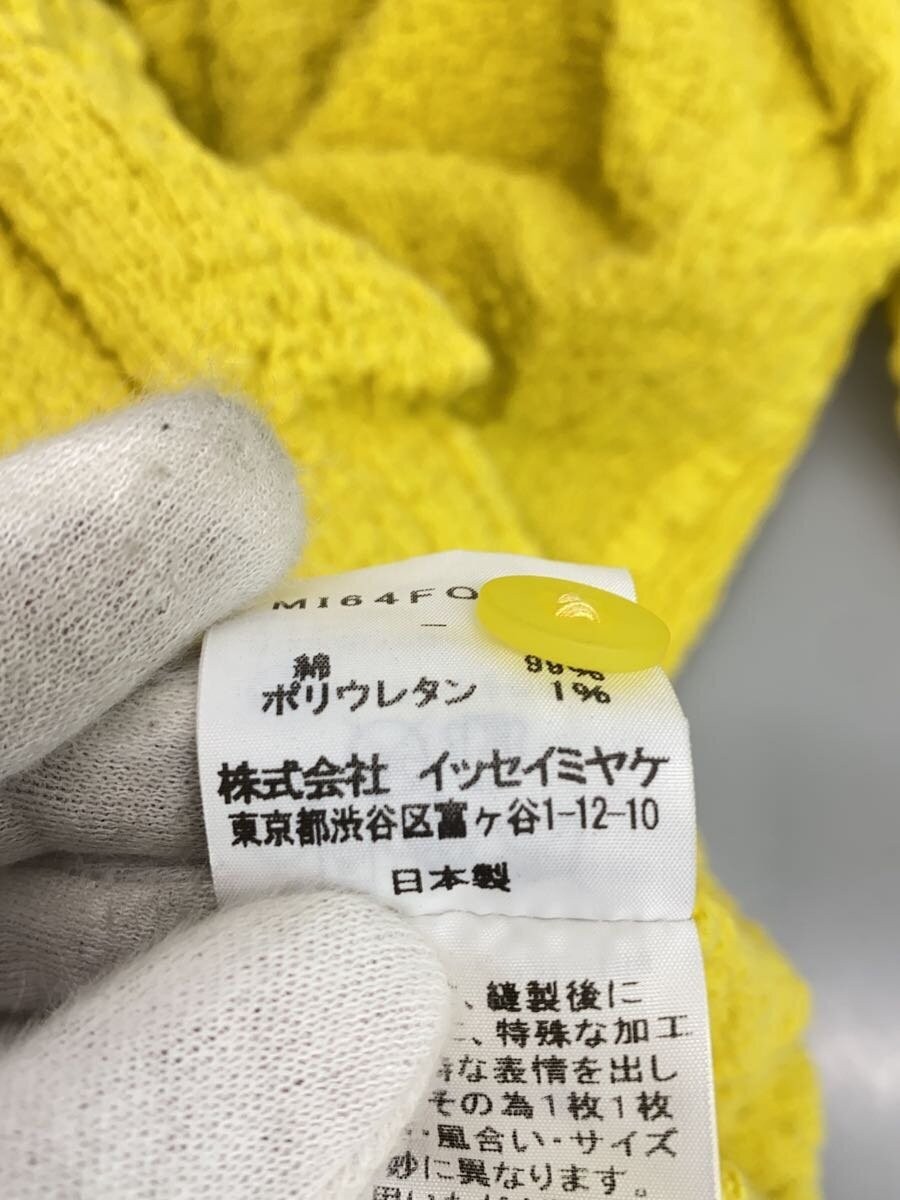 MI64FQ
綿 99%
ポリウレタン 1%
株式会社 イッセイミヤケ
東京都渋谷区富ヶ谷1-12-10
日本製
、縫製後に
、特殊な加工
な表情を出し
その為1枚1枚
風合い・サイズ
妙に異なります。